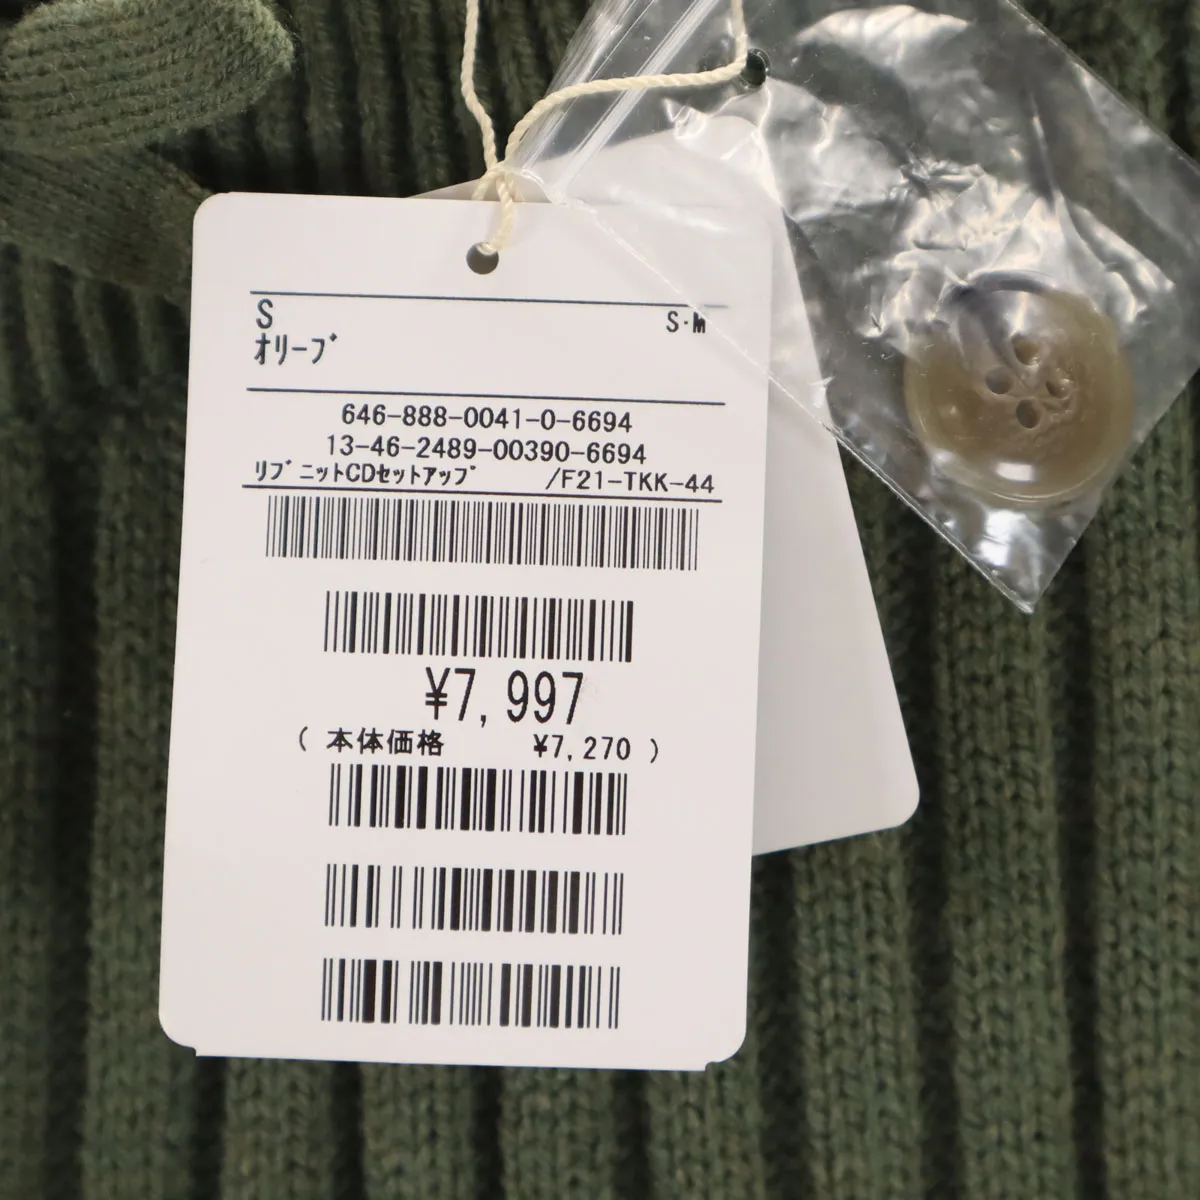 S S·M
オリーブ
646-888-0041-0-6694
13-46-2489-00390-6694
リブニットCDセットアップ /F21-TKK-44
¥7,997
( 本体価格 ¥7,270 )